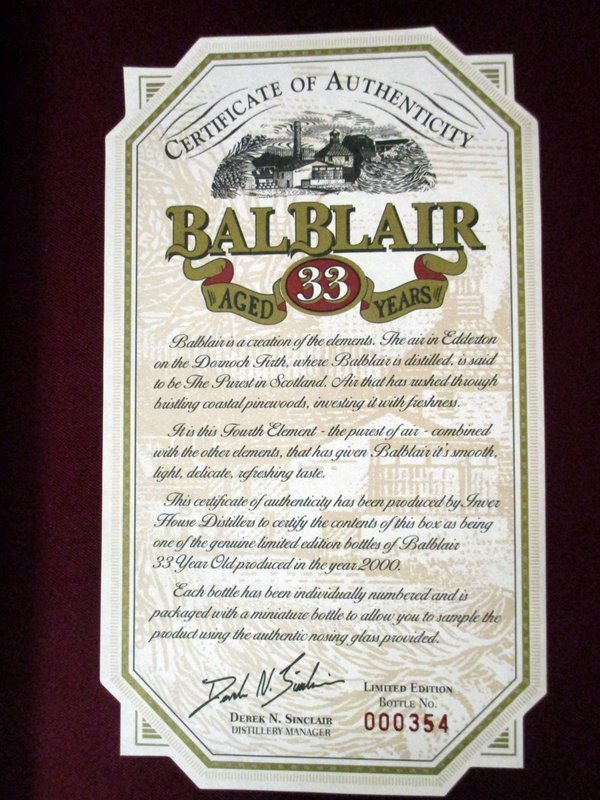 CERTIFICATE OF AUTHENTICITY
BALBLAIR
AGED 33 YEARS
Balblair is a creation of the elements. The air in Edderton
on the Dornoch Firth, where Balblair is distilled, is said
to be The Purest in Scotland. Air that has rushed through
bristling coastal pinewoods, investing it with freshness.
It is this Fourth Element - the purest of air - combined
with the other elements, that has given Balblair it's smooth,
light, delicate, refreshing taste.
This certificate of authenticity has been produced by Inver
House Distillers to certify the contents of this box as being
one of the genuine limited edition bottles of Balblair
33 Year Old produced in the year 2000.
Each bottle has been individually numbered and is
packaged with a miniature bottle to allow you to sample the
product using the authentic nosing glass provided.
Derek N. Sinclair
DEREK N. SINCLAIR
DISTILLERY MANAGER
LIMITED EDITION
BOTTLE NO.
000354